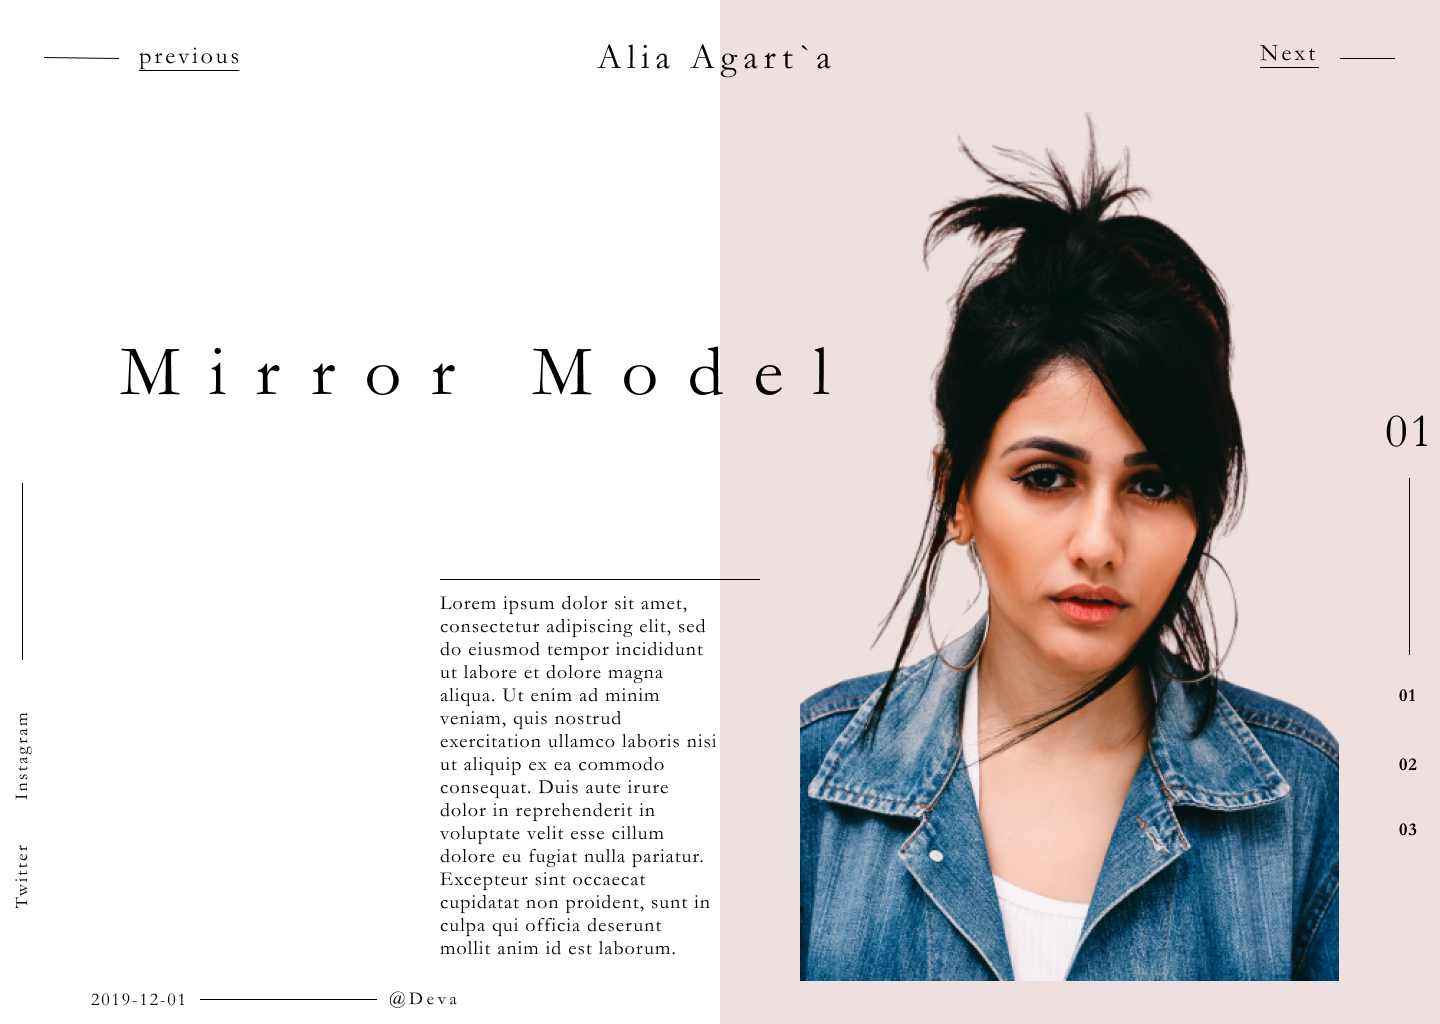 previous
Alia Agart`a
Next
Mirror Model
01
Lorem ipsum dolor sit amet,
consectetur adipiscing elit, sed
do eiusmod tempor incididunt
ut labore et dolore magna
aliqua. Ut enim ad minim
veniam, quis nostrud
exercitation ullamco laboris nisi
ut aliquip ex ea commodo
consequat. Duis aute irure
dolor in reprehenderit in
voluptate velit esse cillum
dolore eu fugiat nulla pariatur.
Excepteur sint occaecat
cupidatat non proident, sunt in
culpa qui officia deserunt
mollit anim id est laborum.
01
02
03
Instagram
Twitter
2019-12-01
@Deva